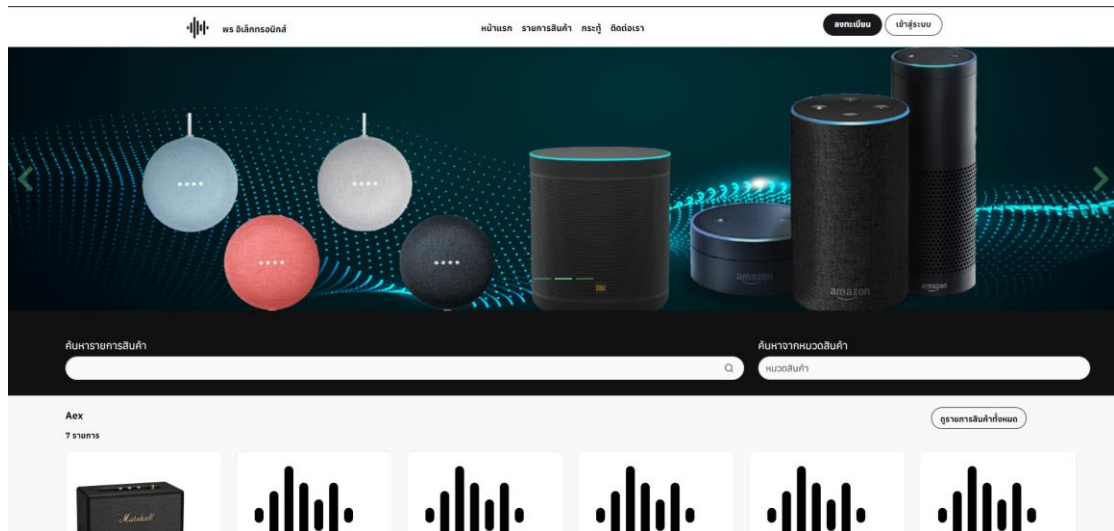 พร อิเล็กทรอนิกส์
หน้าแรก รายการสินค้า กระทู้ ติดต่อเรา
ลงทะเบียน เข้าสู่ระบบ
mi
amazon
amazon
amazon
ค้นหารายการสินค้า
ค้นหาจากหมวดสินค้า
หมวดสินค้า
Aex
ดูรายการสินค้าทั้งหมด
7 รายการ
Marshall